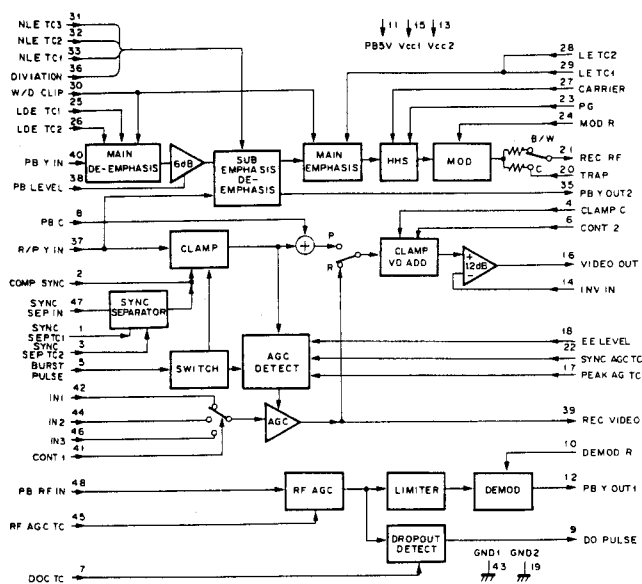 NLE TC3 31
NLE TC2 32
NLE TC1 33
DIVIATION 36
W/D CLIP 30
LDE TC1 25
LDE TC2 26
PB Y IN 40
PB LEVEL 38
PB C 8
R/P Y IN 37
COMP SYNC 2
SYNC SEP IN 47
SYNC SEP TC1 1
SYNC SEP TC2 3
BURST PULSE 5
IN1 42
IN2 44
IN3 46
CONT 1 41
PB RF IN 48
RF AGC TC 45
DOC TC 7
11 15 13
PB5V Vcc1 Vcc2
MAIN DE-EMPHASIS
6dB
SUB EMPHASIS DE-EMPHASIS
MAIN EMPHASIS
HHS
MOD
B/W
C
CLAMP
+
P
R
CLAMP VD ADD
+
12dB
−
SYNC SEPARATOR
SWITCH
AGC DETECT
AGC
RF AGC
LIMITER
DEMOD
DROPOUT DETECT
GND1 GND2
43 19
28 LE TC2
29 LE TC1
27 CARRIER
23 PG
24 MOD R
21 REC RF
20 TRAP
35 PB Y OUT2
4 CLAMP C
6 CONT 2
16 VIDEO OUT
14 INV IN
18 EE LEVEL
22 SYNC AGC TC
17 PEAK AG TC
39 REC VIDEO
10 DEMOD R
12 PB Y OUT1
9 DO PULSE